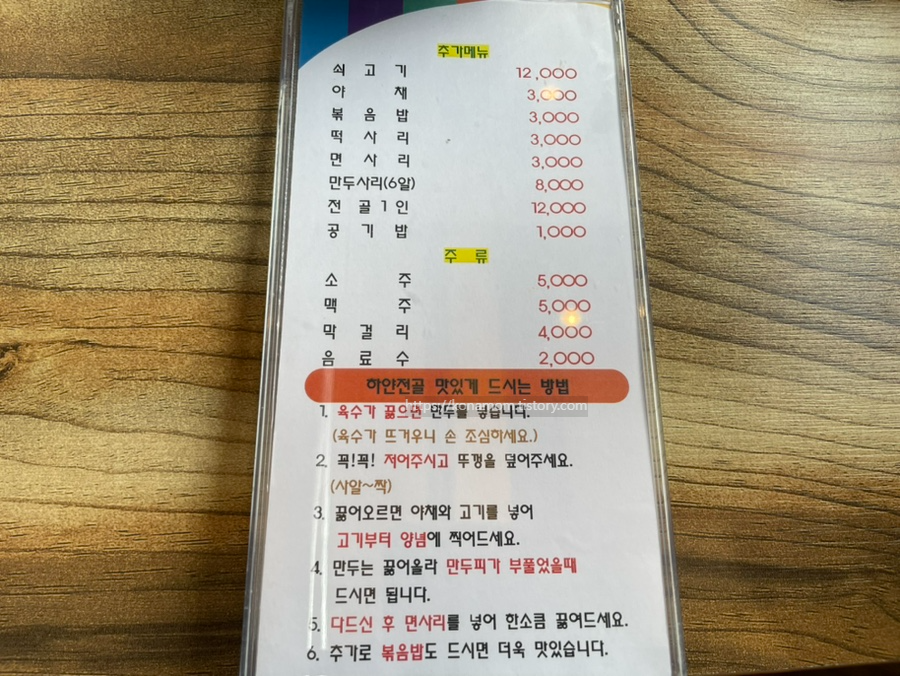 추가메뉴
쇠고기 12,000
야채 3,000
볶음밥 3,000
떡사리 3,000
면사리 3,000
만두사리(6알) 8,000
전골1인 12,000
공기밥 1,000
주류
소주 5,000
맥주 5,000
막걸리 4,000
음료수 2,000
하얀전골 맛있게 드시는 방법
1. 육수가 끓으면 만두를 넣습니다.
(육수가 뜨거우니 손 조심하세요.)
2. 꼭!꼭! 저어주시고 뚜껑을 덮어주세요.
(사알~짝)
3. 끓어오르면 야채와 고기를 넣어
고기부터 양념에 찍어드세요.
4. 만두는 끓어올라 만두피가 부풀었을때
드시면 됩니다.
5. 다드신 후 면사리를 넣어 한소큼 끓여드세요.
6. 추가로 볶음밥도 드시면 더욱 맛있습니다.